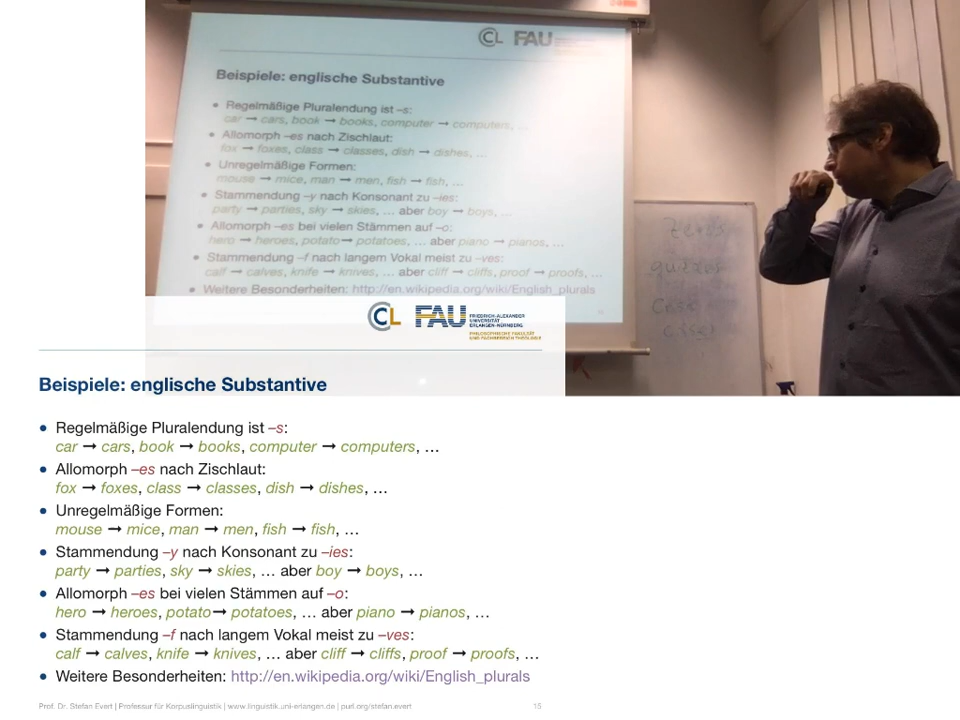 CL FAU
Beispiele: englische Substantive
• Regelmäßige Pluralendung ist –s:
car → cars, book → books, computer → computers, …
• Allomorph –es nach Zischlaut:
fox → foxes, class → classes, dish → dishes, …
• Unregelmäßige Formen:
mouse → mice, man → men, fish → fish, …
• Stammendung –y nach Konsonant zu –ies:
party → parties, sky → skies, … aber boy → boys, …
• Allomorph –es bei vielen Stämmen auf –o:
hero → heroes, potato → potatoes, … aber piano → pianos, …
• Stammendung –f nach langem Vokal meist zu –ves:
calf → calves, knife → knives, … aber cliff → cliffs, proof → proofs, …
• Weitere Besonderheiten: http://en.wikipedia.org/wiki/English_plurals
CL FAU FRIEDRICH-ALEXANDER
UNIVERSITÄT
ERLANGEN-NÜRNBERG
PHILOSOPHISCHE FAKULTÄT
UND FACHBEREICH THEOLOGIE
Beispiele: englische Substantive
• Regelmäßige Pluralendung ist –s:
car → cars, book → books, computer → computers, …
• Allomorph –es nach Zischlaut:
fox → foxes, class → classes, dish → dishes, …
• Unregelmäßige Formen:
mouse → mice, man → men, fish → fish, …
• Stammendung –y nach Konsonant zu –ies:
party → parties, sky → skies, … aber boy → boys, …
• Allomorph –es bei vielen Stämmen auf –o:
hero → heroes, potato→ potatoes, … aber piano → pianos, …
• Stammendung –f nach langem Vokal meist zu –ves:
calf → calves, knife → knives, … aber cliff → cliffs, proof → proofs, …
• Weitere Besonderheiten: http://en.wikipedia.org/wiki/English_plurals
Prof. Dr. Stefan Evert | Professur für Korpuslinguistik | www.linguistik.uni-erlangen.de | purl.org/stefan.evert 15